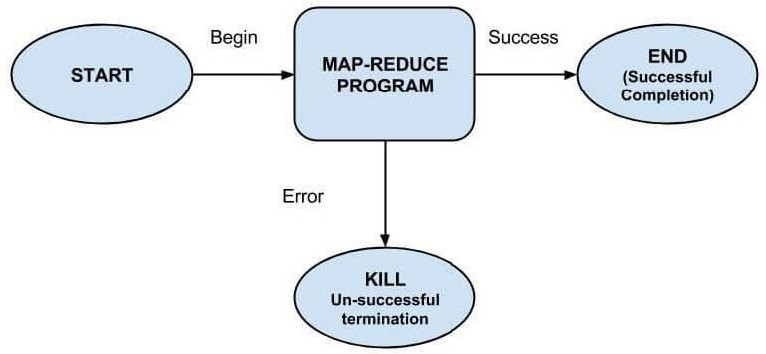 START
Begin
MAP-REDUCE
PROGRAM
Success
END
(Successful
Completion)
Error
KILL
Un-successful
termination